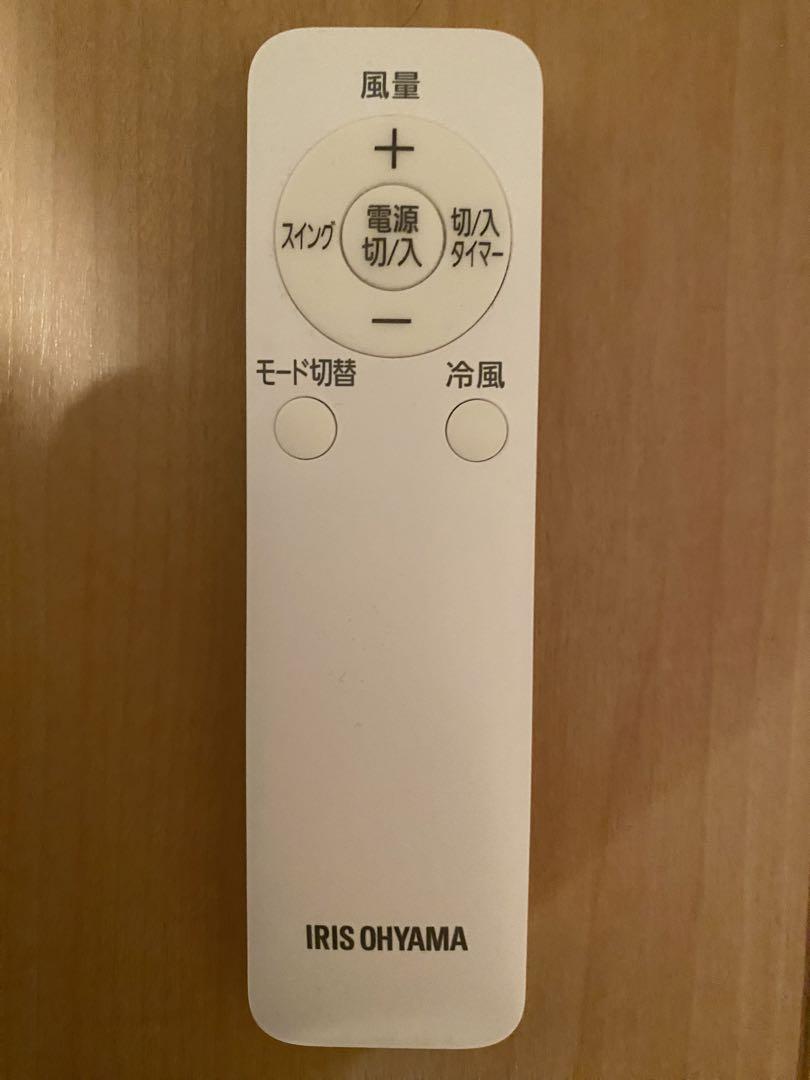 風量
+
スイング
電源
切/入
切/入
タイマー
−
モード切替
冷風
IRIS OHYAMA